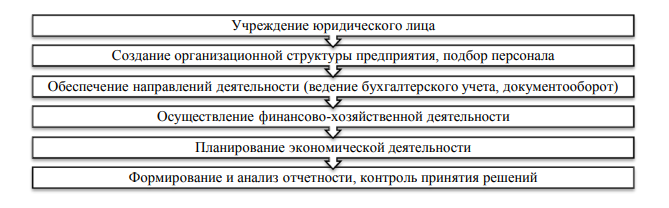 Учреждение юридического лица
Создание организационной структуры предприятия, подбор персонала
Обеспечение направлений деятельности (ведение бухгалтерского учета, документооборот)
Осуществление финансово-хозяйственной деятельности
Планирование экономической деятельности
Формирование и анализ отчетности, контроль принятия решений